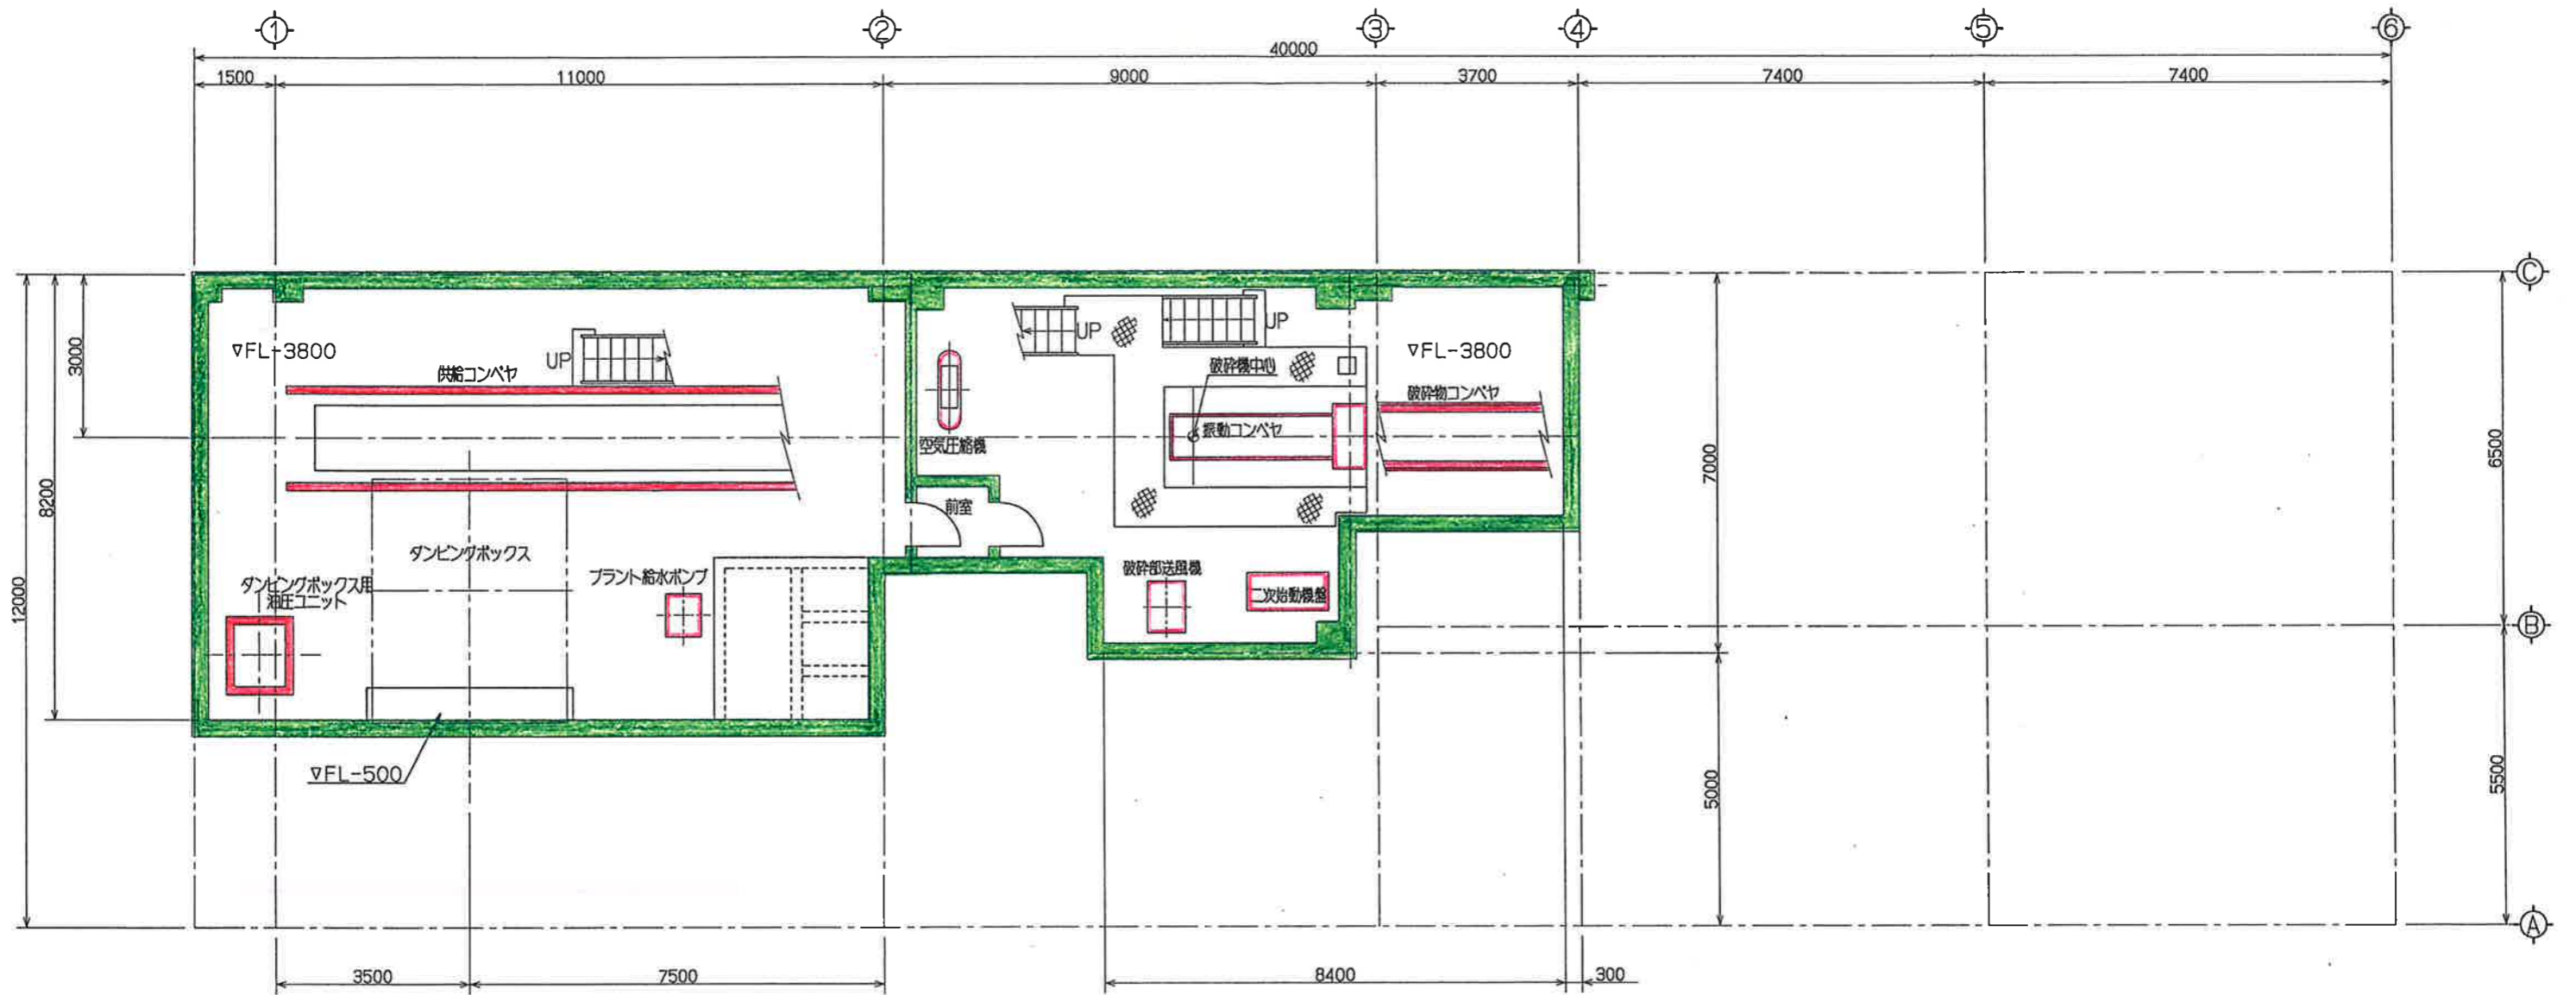 1
2
3
4
5
6
40000
1500
11000
9000
3700
7400
7400
C
3000
8200
12000
▽FL-3800
UP
供給コンベヤ
UP
UP
▽FL-3800
破砕機中心
破砕物コンベヤ
振動コンベヤ
空気圧縮機
7000
6500
前室
ダンピングボックス
ダンピングボックス用
油圧ユニット
プラント給水ポンプ
破砕部送風機
二次始動機盤
B
▽FL-500
5000
5500
A
3500
7500
8400
300